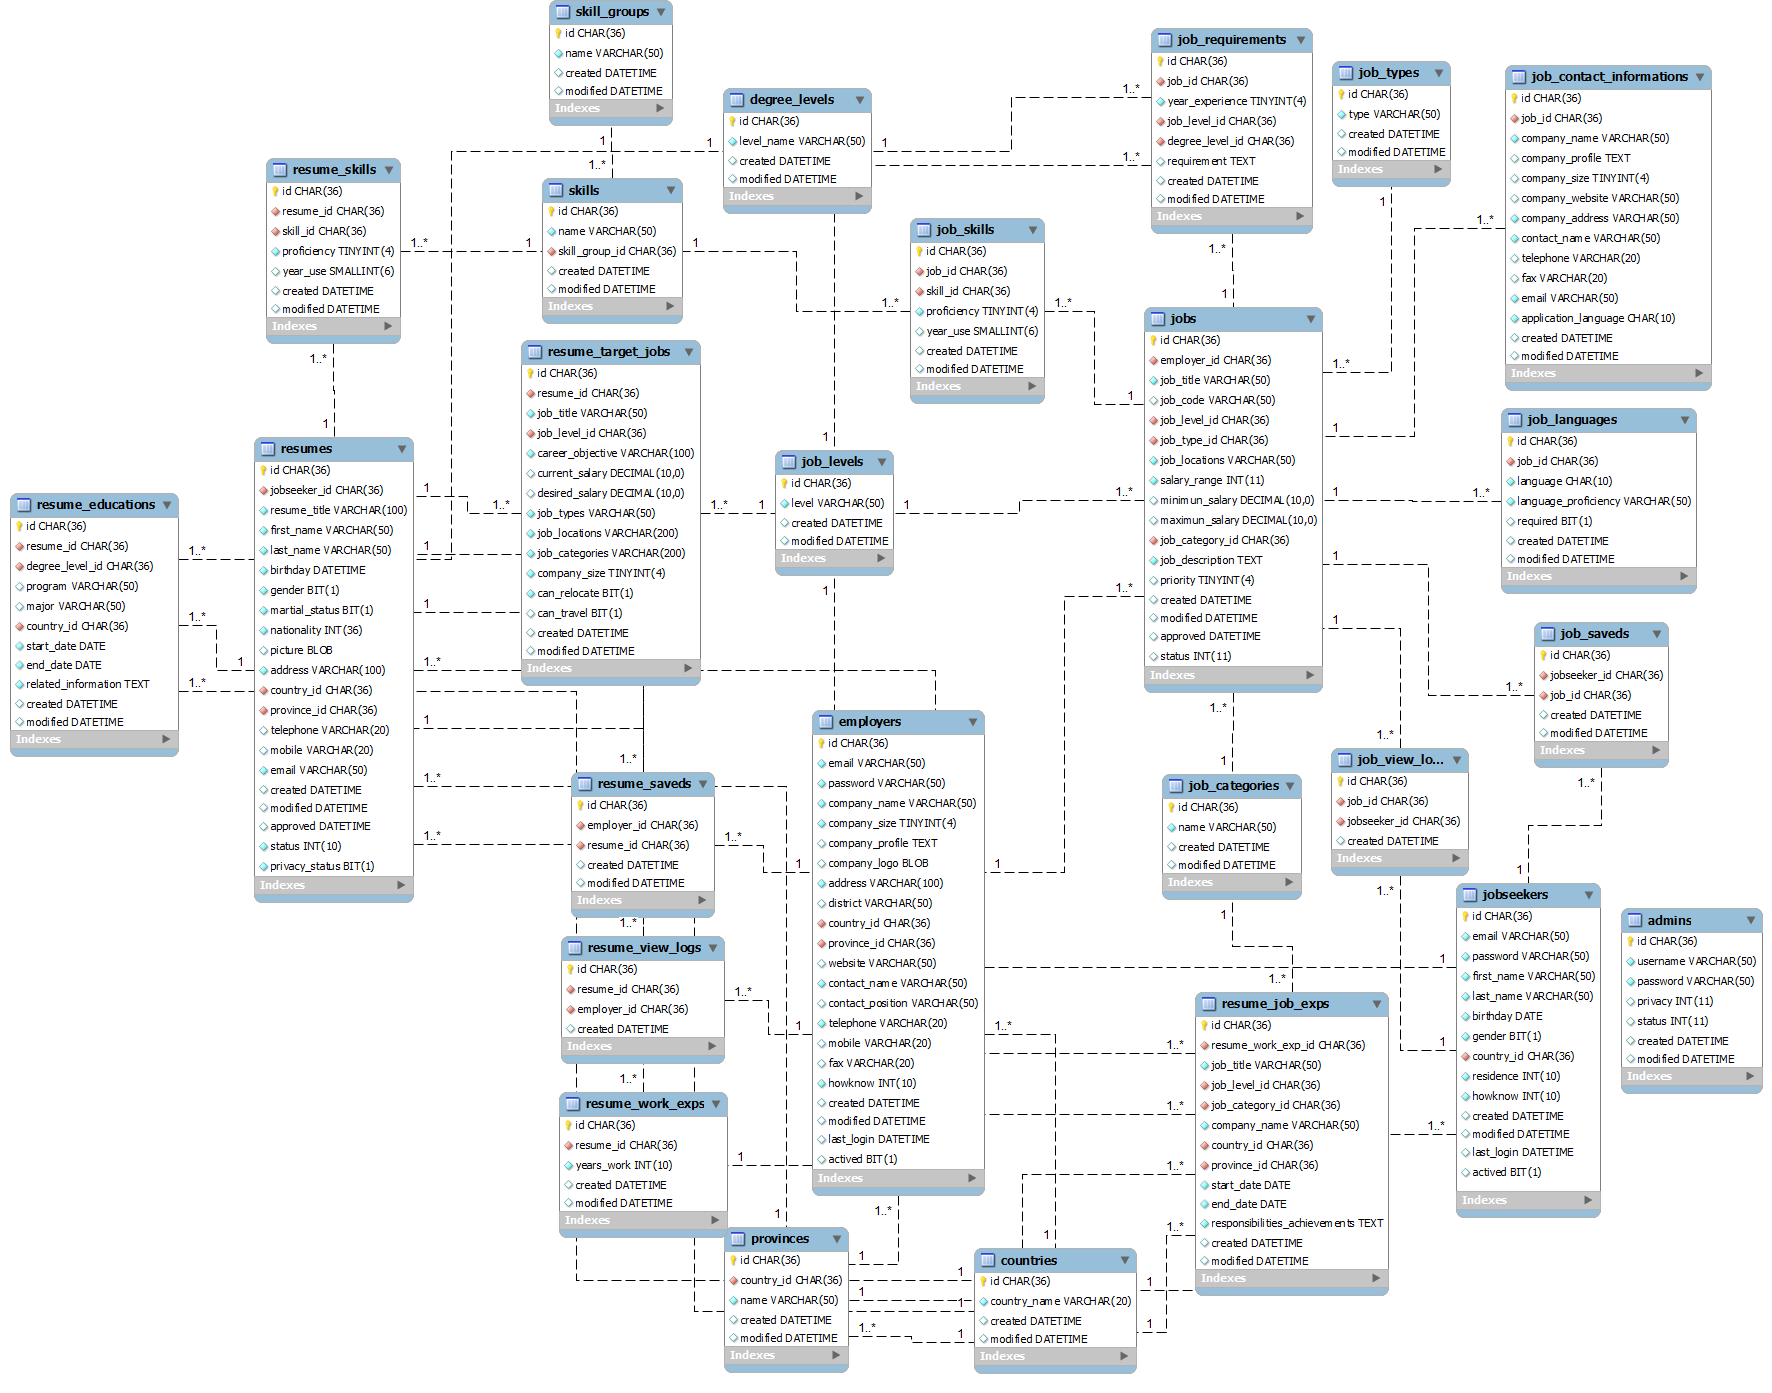 skill_groups
id CHAR(36)
name VARCHAR(50)
created DATETIME
modified DATETIME
Indexes
degree_levels
id CHAR(36)
level_name VARCHAR(50)
created DATETIME
modified DATETIME
Indexes
job_requirements
id CHAR(36)
job_id CHAR(36)
year_experience TINYINT(4)
job_level_id CHAR(36)
degree_level_id CHAR(36)
requirement TEXT
created DATETIME
modified DATETIME
Indexes
job_types
id CHAR(36)
type VARCHAR(50)
created DATETIME
modified DATETIME
Indexes
job_contact_informations
id CHAR(36)
job_id CHAR(36)
company_name VARCHAR(50)
company_profile TEXT
company_size TINYINT(4)
company_website VARCHAR(50)
company_address VARCHAR(50)
contact_name VARCHAR(50)
telephone VARCHAR(20)
fax VARCHAR(20)
email VARCHAR(50)
application_language CHAR(10)
created DATETIME
modified DATETIME
Indexes
resume_skills
id CHAR(36)
resume_id CHAR(36)
skill_id CHAR(36)
proficiency TINYINT(4)
year_use SMALLINT(6)
created DATETIME
modified DATETIME
Indexes
skills
id CHAR(36)
name VARCHAR(50)
skill_group_id CHAR(36)
created DATETIME
modified DATETIME
Indexes
job_skills
id CHAR(36)
job_id CHAR(36)
skill_id CHAR(36)
proficiency TINYINT(4)
year_use SMALLINT(6)
created DATETIME
modified DATETIME
Indexes
jobs
id CHAR(36)
employer_id CHAR(36)
job_title VARCHAR(50)
job_code VARCHAR(50)
job_level_id CHAR(36)
job_type_id CHAR(36)
job_locations VARCHAR(50)
salary_range INT(11)
minimun_salary DECIMAL(10,0)
maximun_salary DECIMAL(10,0)
job_category_id CHAR(36)
job_description TEXT
priority TINYINT(4)
created DATETIME
modified DATETIME
approved DATETIME
status INT(11)
Indexes
resume_target_jobs
id CHAR(36)
resume_id CHAR(36)
job_title VARCHAR(50)
job_level_id CHAR(36)
career_objective VARCHAR(100)
current_salary DECIMAL(10,0)
desired_salary DECIMAL(10,0)
job_types VARCHAR(50)
job_locations VARCHAR(200)
job_categories VARCHAR(200)
company_size TINYINT(4)
can_relocate BIT(1)
can_travel BIT(1)
created DATETIME
modified DATETIME
Indexes
job_levels
id CHAR(36)
level VARCHAR(50)
created DATETIME
modified DATETIME
Indexes
job_languages
id CHAR(36)
job_id CHAR(36)
language CHAR(10)
language_proficiency VARCHAR(50)
required BIT(1)
created DATETIME
modified DATETIME
Indexes
resumes
id CHAR(36)
jobseeker_id CHAR(36)
resume_title VARCHAR(100)
first_name VARCHAR(50)
last_name VARCHAR(50)
birthday DATETIME
gender BIT(1)
martial_status BIT(1)
nationality INT(36)
picture BLOB
address VARCHAR(100)
country_id CHAR(36)
province_id CHAR(36)
telephone VARCHAR(20)
mobile VARCHAR(20)
email VARCHAR(50)
created DATETIME
modified DATETIME
approved DATETIME
status INT(10)
privacy_status BIT(1)
Indexes
resume_educations
id CHAR(36)
resume_id CHAR(36)
degree_level_id CHAR(36)
program VARCHAR(50)
major VARCHAR(50)
country_id CHAR(36)
start_date DATE
end_date DATE
related_information TEXT
created DATETIME
modified DATETIME
Indexes
job_saveds
id CHAR(36)
jobseeker_id CHAR(36)
job_id CHAR(36)
created DATETIME
modified DATETIME
Indexes
employers
id CHAR(36)
email VARCHAR(50)
password VARCHAR(50)
company_name VARCHAR(50)
company_size TINYINT(4)
company_profile TEXT
company_logo BLOB
address VARCHAR(100)
district VARCHAR(50)
country_id CHAR(36)
province_id CHAR(36)
website VARCHAR(50)
contact_name VARCHAR(50)
contact_position VARCHAR(50)
telephone VARCHAR(20)
mobile VARCHAR(20)
fax VARCHAR(20)
howknow INT(10)
created DATETIME
modified DATETIME
last_login DATETIME
actived BIT(1)
Indexes
job_view_lo...
id CHAR(36)
job_id CHAR(36)
jobseeker_id CHAR(36)
created DATETIME
Indexes
job_categories
id CHAR(36)
name VARCHAR(50)
created DATETIME
modified DATETIME
Indexes
resume_saveds
id CHAR(36)
employer_id CHAR(36)
resume_id CHAR(36)
created DATETIME
modified DATETIME
Indexes
jobseekers
id CHAR(36)
email VARCHAR(50)
password VARCHAR(50)
first_name VARCHAR(50)
last_name VARCHAR(50)
birthday DATE
gender BIT(1)
country_id CHAR(36)
residence INT(10)
howknow INT(10)
created DATETIME
modified DATETIME
last_login DATETIME
actived BIT(1)
Indexes
admins
id CHAR(36)
username VARCHAR(50)
password VARCHAR(50)
privacy INT(11)
status INT(11)
created DATETIME
modified DATETIME
Indexes
resume_view_logs
id CHAR(36)
resume_id CHAR(36)
employer_id CHAR(36)
created DATETIME
Indexes
resume_job_exps
id CHAR(36)
resume_work_exp_id CHAR(36)
job_title VARCHAR(50)
job_level_id CHAR(36)
job_category_id CHAR(36)
company_name VARCHAR(50)
country_id CHAR(36)
province_id CHAR(36)
start_date DATE
end_date DATE
responsibilities_achievements TEXT
created DATETIME
modified DATETIME
Indexes
resume_work_exps
id CHAR(36)
resume_id CHAR(36)
years_work INT(10)
created DATETIME
modified DATETIME
Indexes
provinces
id CHAR(36)
country_id CHAR(36)
name VARCHAR(50)
created DATETIME
modified DATETIME
Indexes
countries
id CHAR(36)
country_name VARCHAR(20)
created DATETIME
modified DATETIME
Indexes